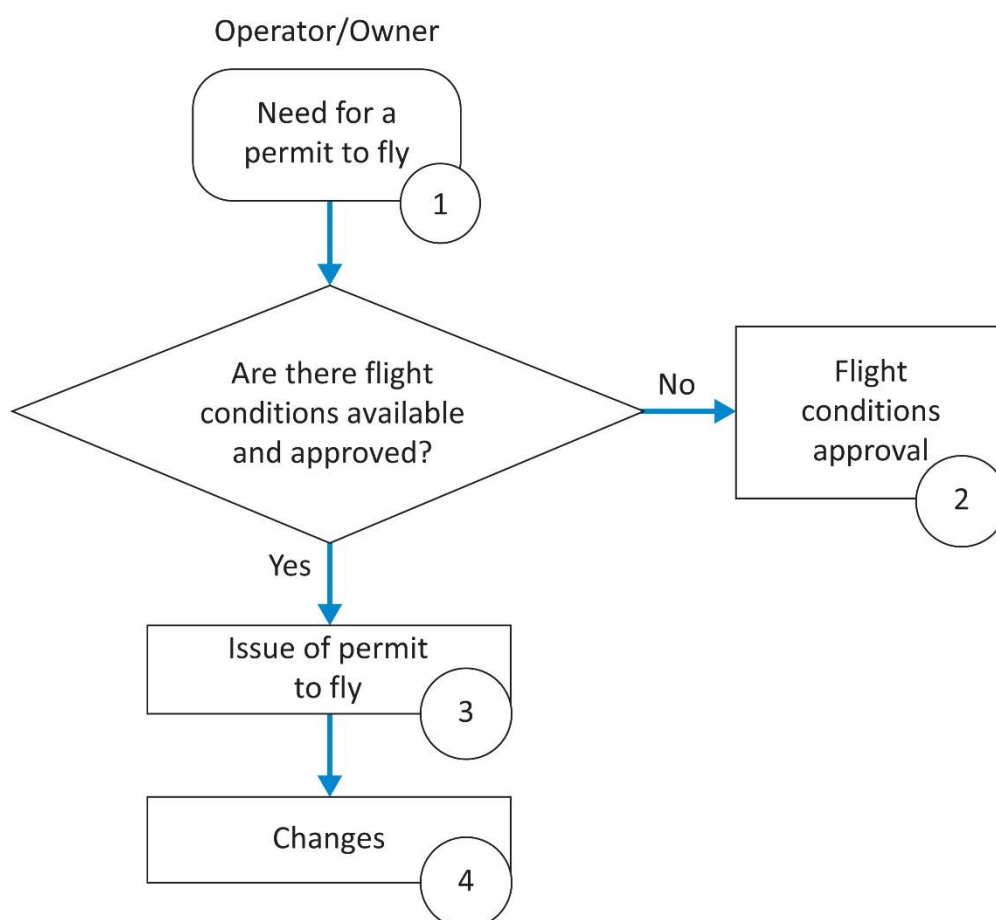 Operator/Owner
Need for a
permit to fly
1
Are there flight
conditions available
and approved?
No
Flight
conditions
approval
2
Yes
Issue of permit
to fly
3
Changes
4